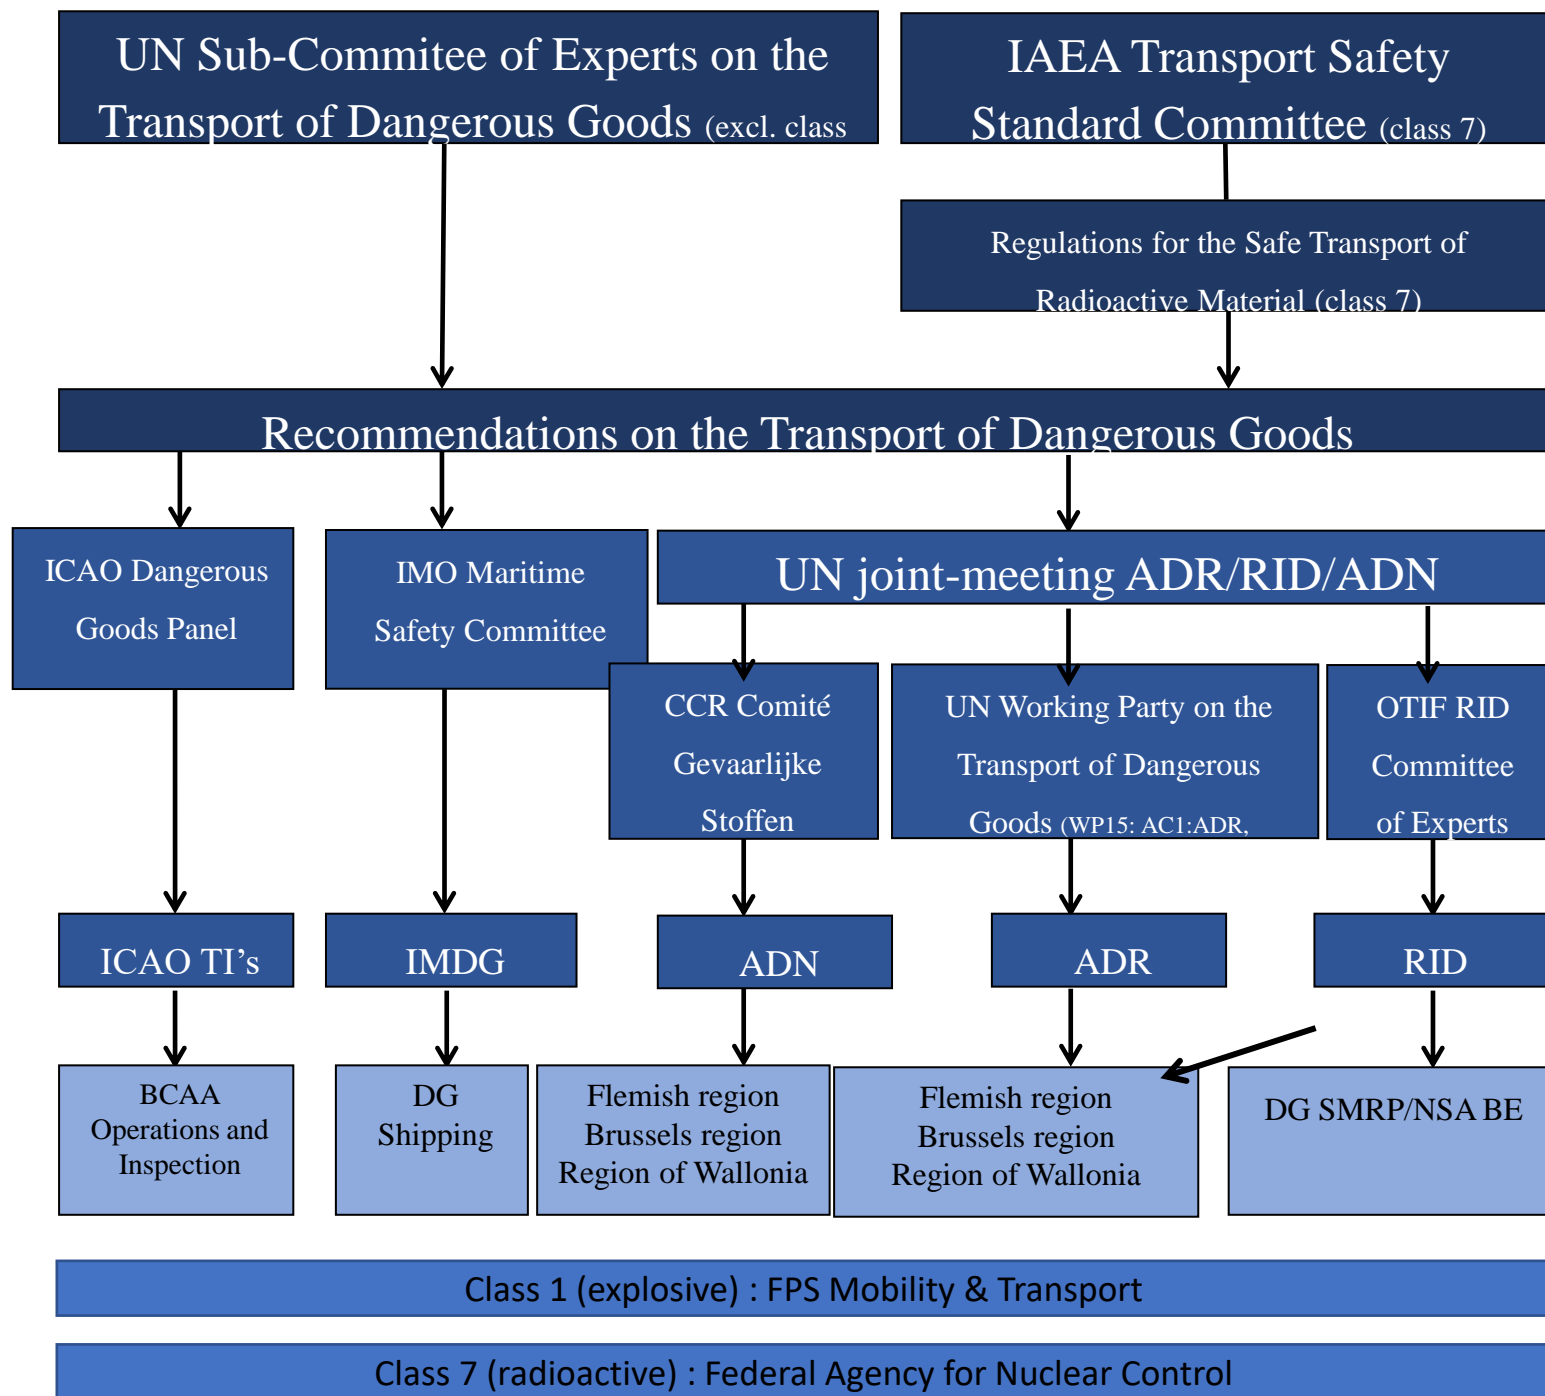 UN Sub-Commitee of Experts on the
Transport of Dangerous Goods (excl. class
IAEA Transport Safety
Standard Committee (class 7)
Regulations for the Safe Transport of
Radioactive Material (class 7)
Recommendations on the Transport of Dangerous Goods
ICAO Dangerous
Goods Panel
IMO Maritime
Safety Committee
UN joint-meeting ADR/RID/ADN
CCR Comité
Gevaarlijke
Stoffen
UN Working Party on the
Transport of Dangerous
Goods (WP15: AC1:ADR,
OTIF RID
Committee
of Experts
ICAO TI’s
IMDG
ADN
ADR
RID
BCAA
Operations and
Inspection
DG
Shipping
Flemish region
Brussels region
Region of Wallonia
Flemish region
Brussels region
Region of Wallonia
DG SMRP/NSA BE
Class 1 (explosive) : FPS Mobility & Transport
Class 7 (radioactive) : Federal Agency for Nuclear Control